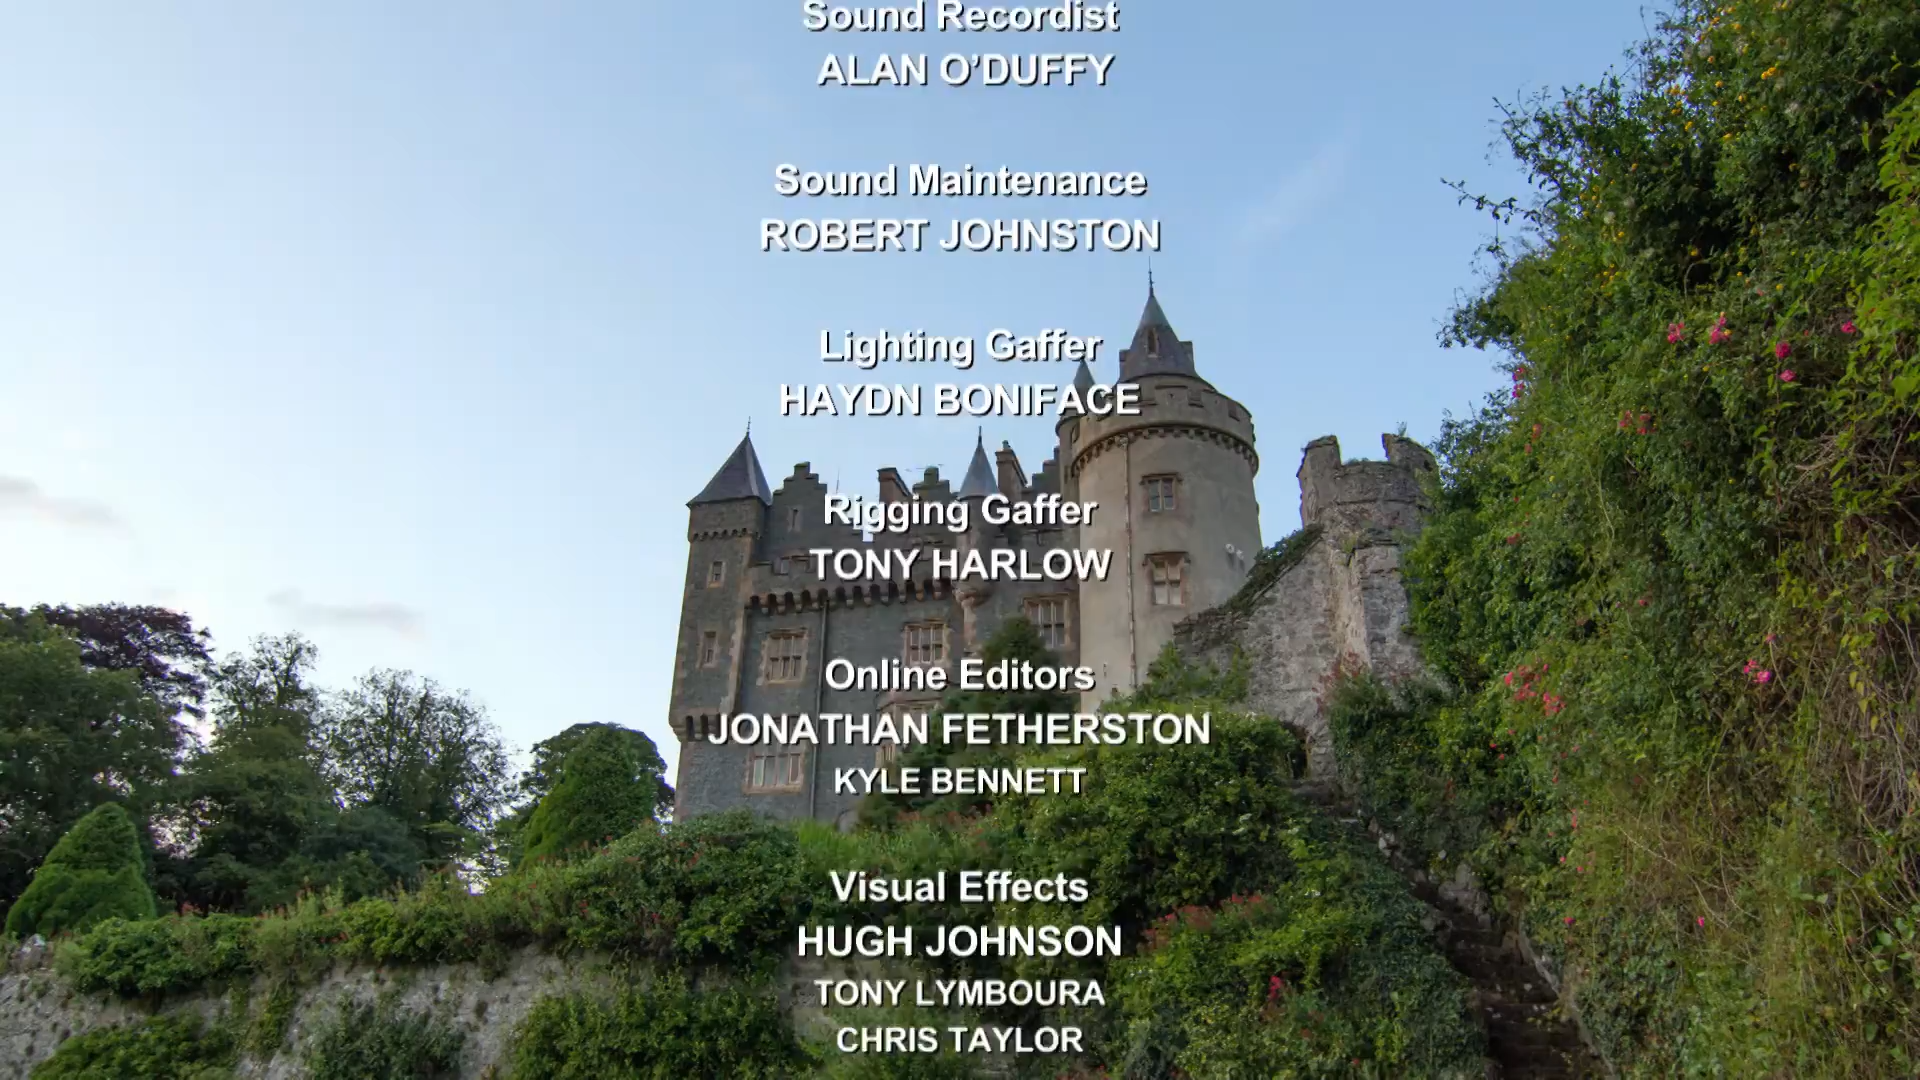 Sound Recordist
ALAN O’DUFFY
Sound Maintenance
ROBERT JOHNSTON
Lighting Gaffer
HAYDN BONIFACE
Rigging Gaffer
TONY HARLOW
Online Editors
JONATHAN FETHERSTON
KYLE BENNETT
Visual Effects
HUGH JOHNSON
TONY LYMBOURA
CHRIS TAYLOR